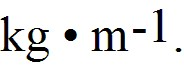 kg • m-1.